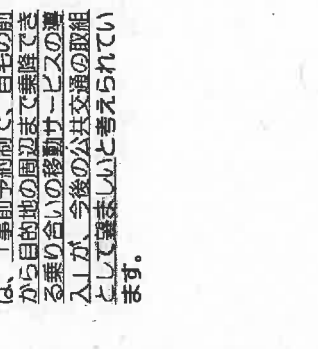 は、「事前予約制で、自宅の前
から目的地の周辺まで乗降でき
る乗り合いの移動サービスの導
入」が、今後の公共交通の取組
として望ましいと考えられてい
ます。